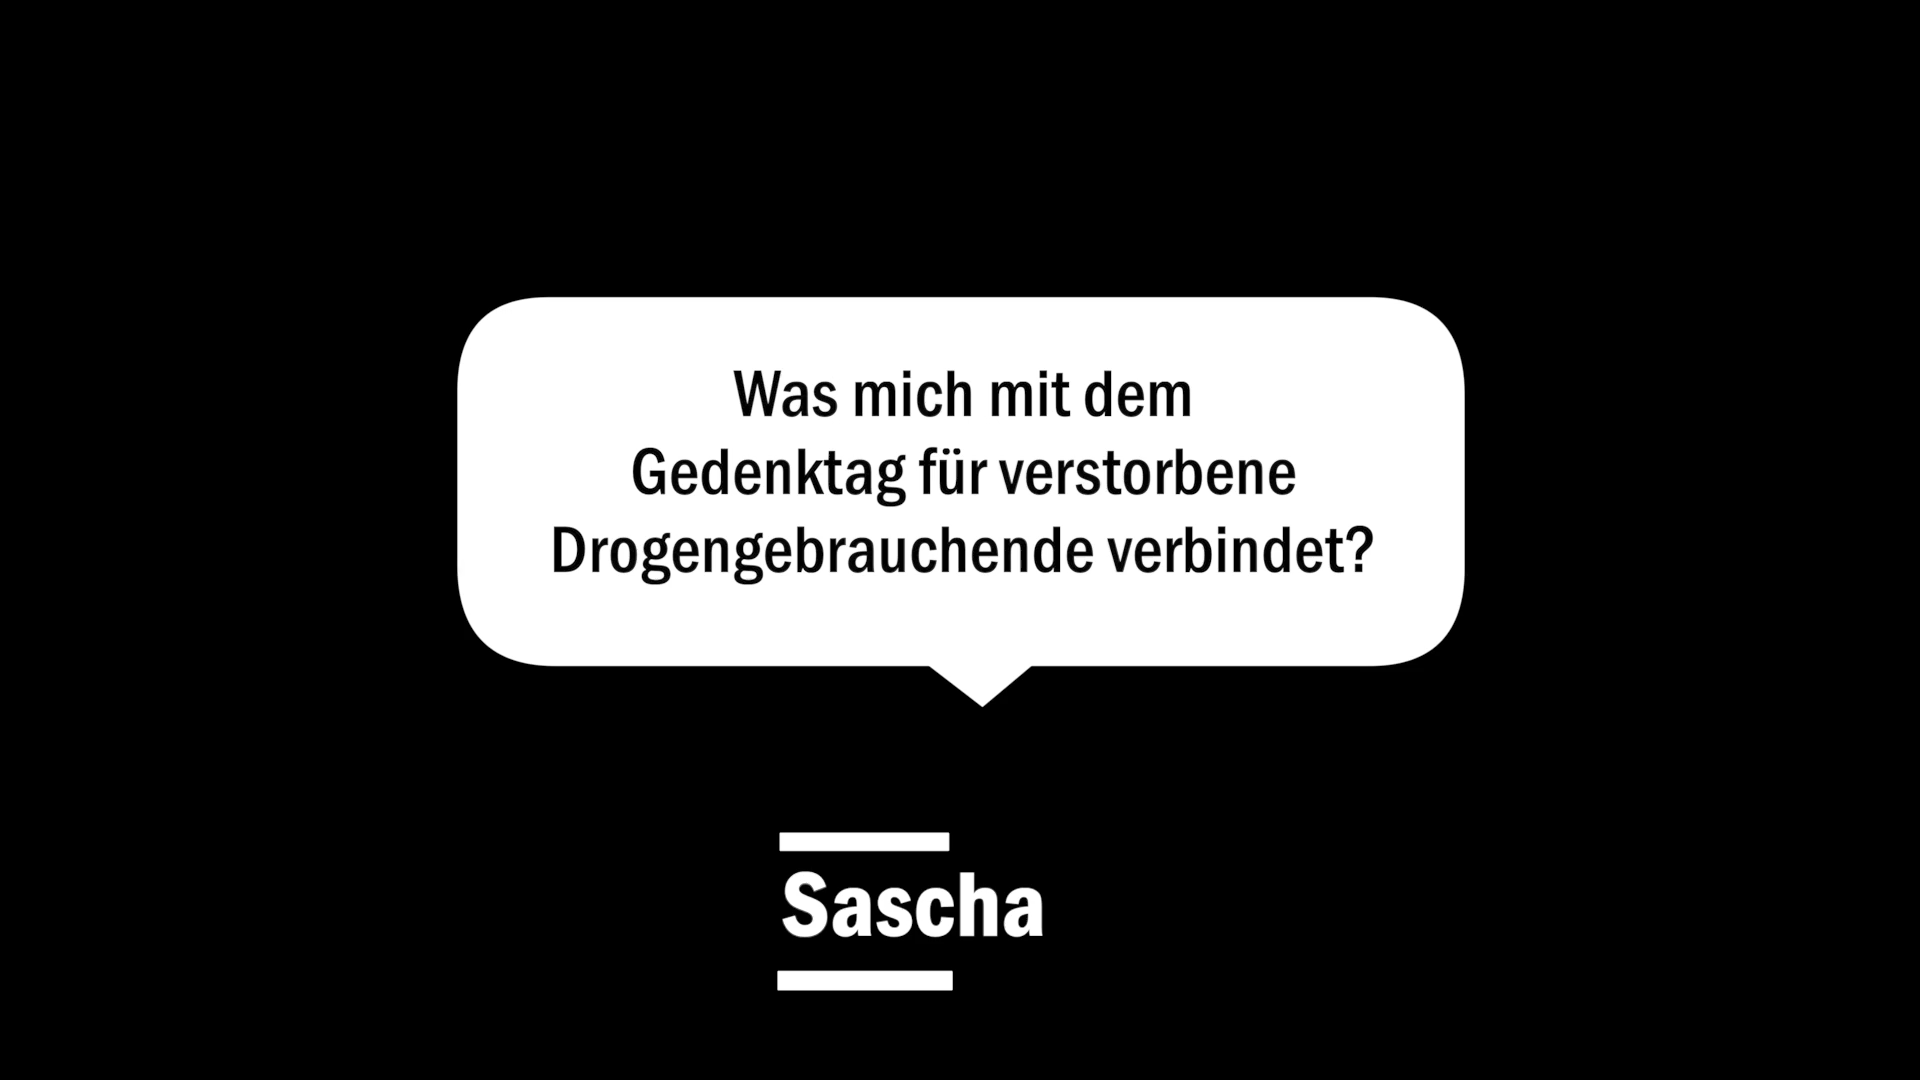 Was mich mit dem
Gedenktag für verstorbene
Drogengebrauchende verbindet?
Sascha